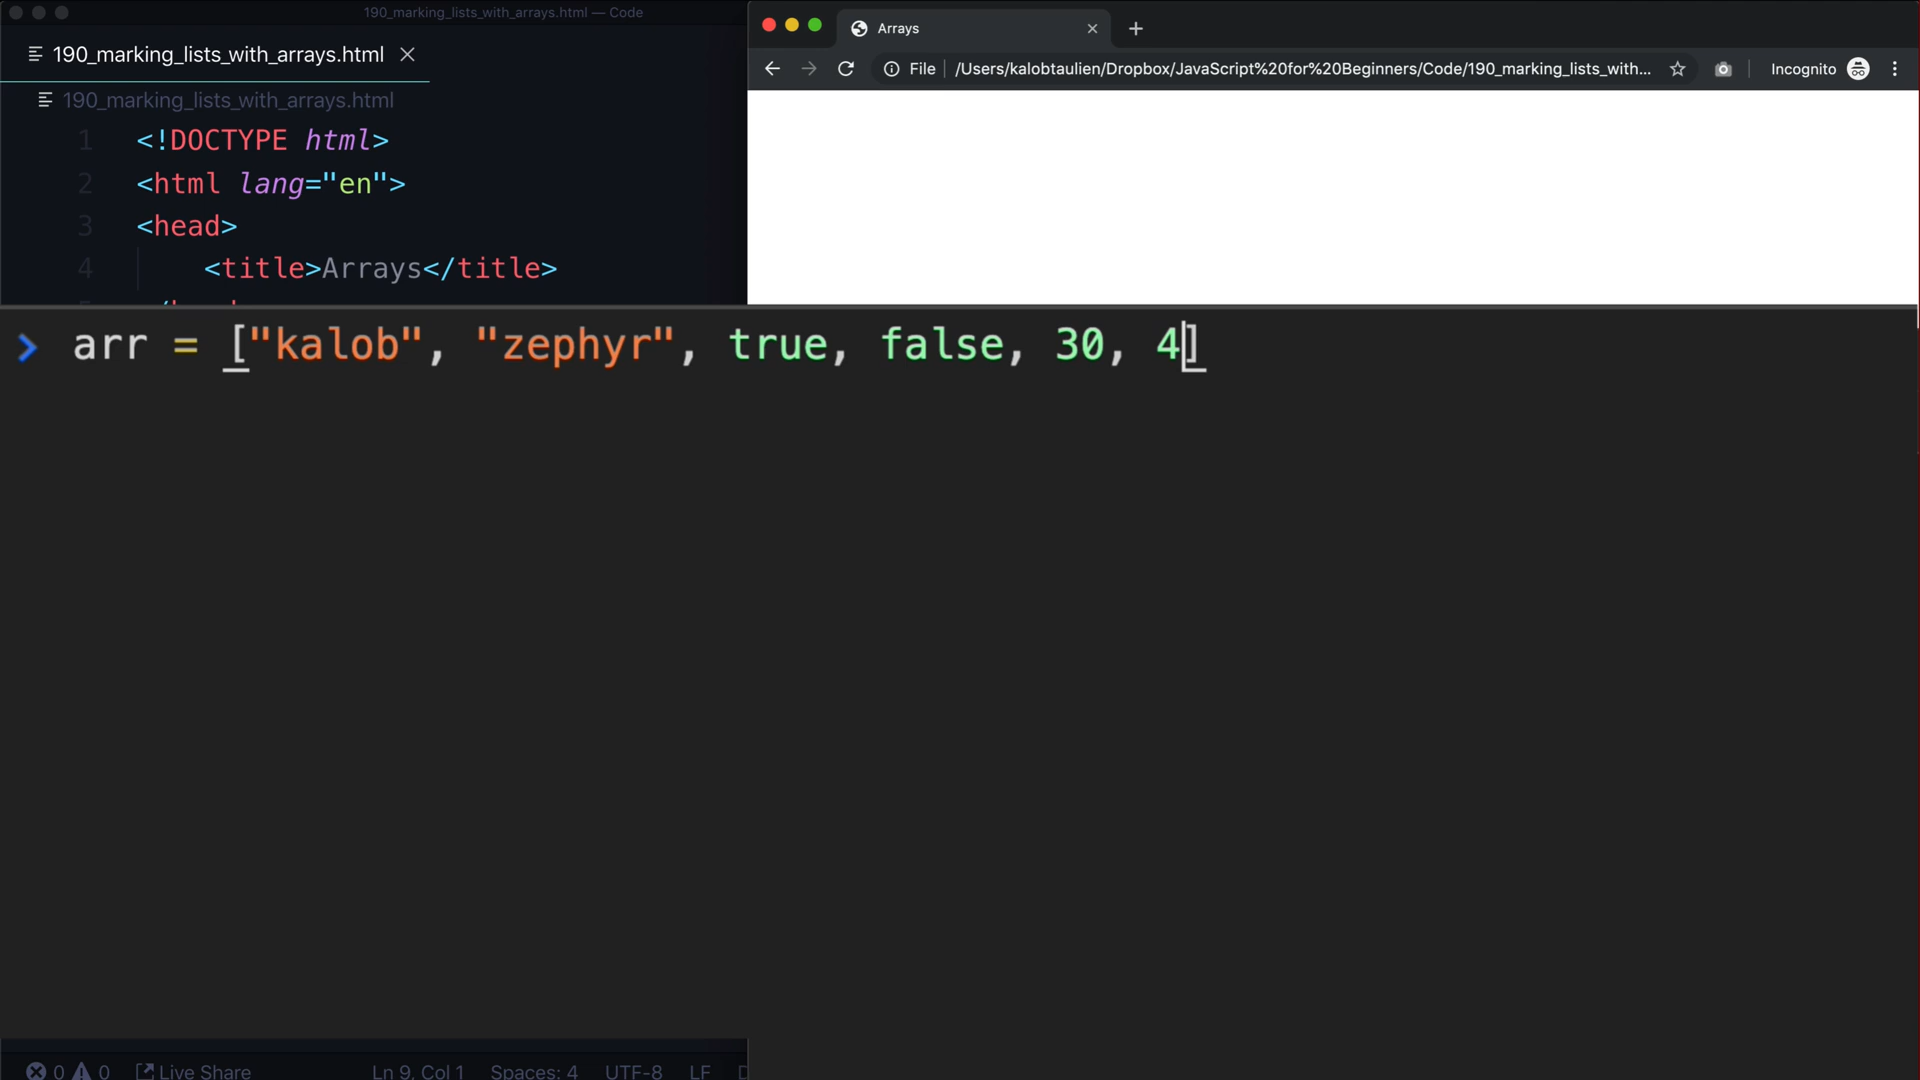 190_marking_lists_with_arrays.html — Code
190_marking_lists_with_arrays.html
190_marking_lists_with_arrays.html
1 <!DOCTYPE html>
2 <html lang="en">
3 <head>
4 <title>Arrays</title>
Arrays
File /Users/kalobtaulien/Dropbox/JavaScript%20for%20Beginners/Code/190_marking_lists_with... Incognito
> arr = ["kalob", "zephyr", true, false, 30, 4]
0 0 Live Share Ln 9, Col 1 Spaces: 4 UTF-8 LF